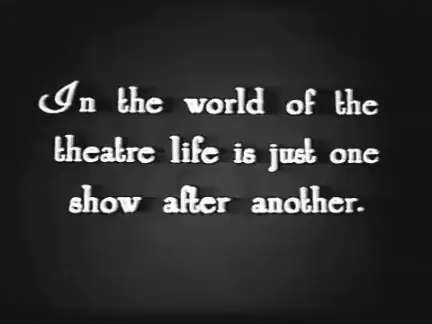 In the world of the
theatre life is just one
show after another.